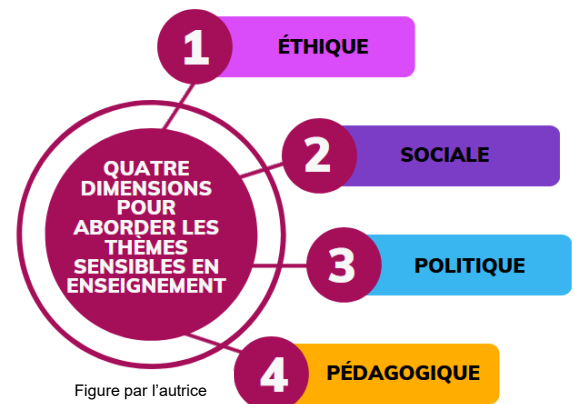 1
ÉTHIQUE
2
SOCIALE
QUATRE
DIMENSIONS
POUR
ABORDER LES
THÈMES
SENSIBLES EN
ENSEIGNEMENT
3
POLITIQUE
4
PÉDAGOGIQUE
Figure par l’autrice